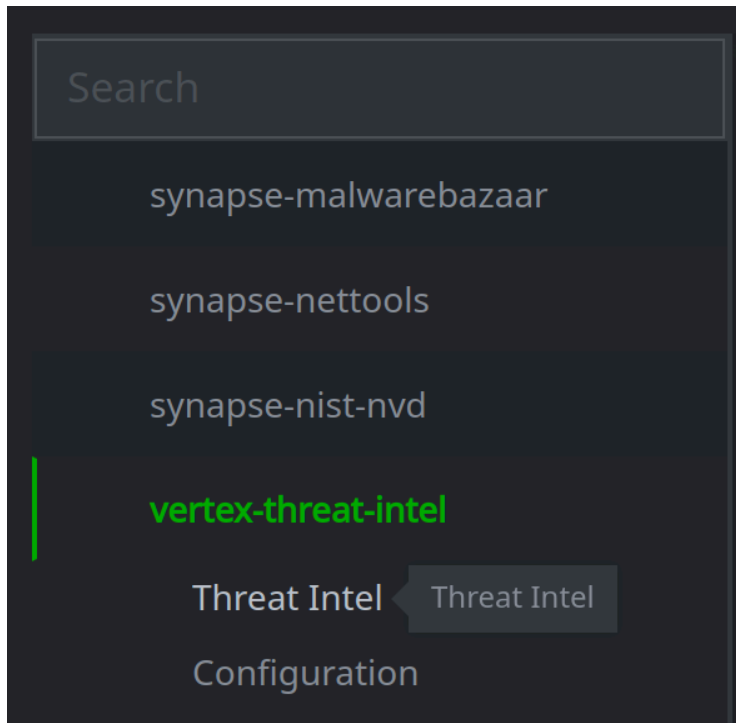 Search
synapse-malwarebazaar
synapse-nettools
synapse-nist-nvd
vertex-threat-intel
Threat Intel Threat Intel
Configuration